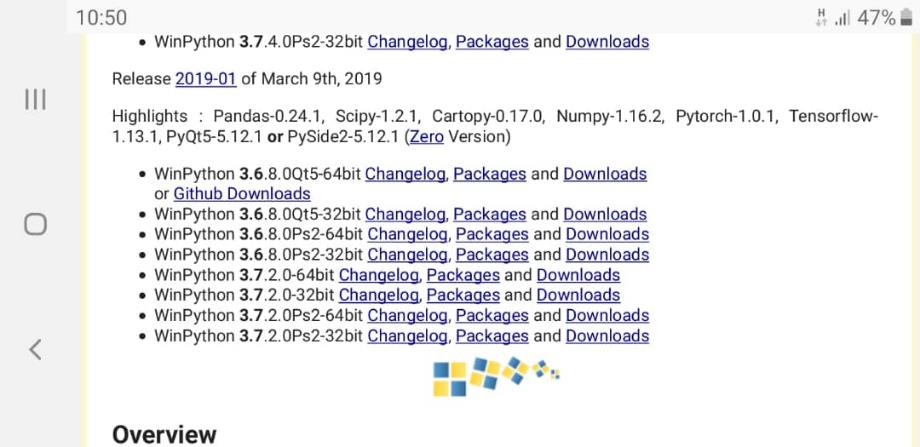 10:50
H 47%
WinPython 3.7.4.0Ps2-32bit Changelog, Packages and Downloads
Release 2019-01 of March 9th, 2019
Highlights : Pandas-0.24.1, Scipy-1.2.1, Cartopy-0.17.0, Numpy-1.16.2, Pytorch-1.0.1, Tensorflow-
1.13.1, PyQt5-5.12.1 or PySide2-5.12.1 (Zero Version)
WinPython 3.6.8.0Qt5-64bit Changelog, Packages and Downloads
or Github Downloads
WinPython 3.6.8.0Qt5-32bit Changelog, Packages and Downloads
WinPython 3.6.8.0Ps2-64bit Changelog, Packages and Downloads
WinPython 3.6.8.0Ps2-32bit Changelog, Packages and Downloads
WinPython 3.7.2.0-64bit Changelog, Packages and Downloads
WinPython 3.7.2.0-32bit Changelog, Packages and Downloads
WinPython 3.7.2.0Ps2-64bit Changelog, Packages and Downloads
WinPython 3.7.2.0Ps2-32bit Changelog, Packages and Downloads
Overview